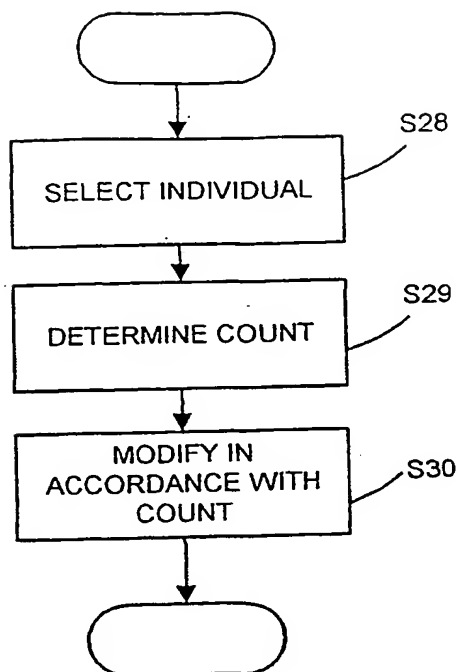 S28
SELECT INDIVIDUAL
S29
DETERMINE COUNT
MODIFY IN
ACCORDANCE WITH
COUNT
S30